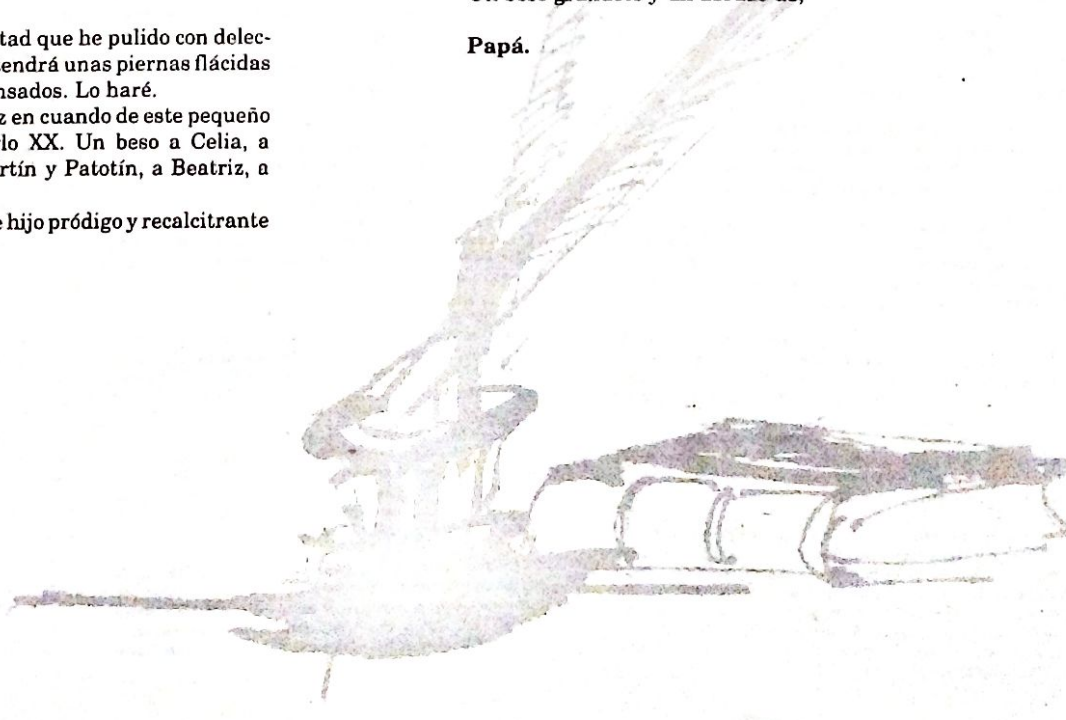 tad que he pulido con delec-
endrá unas piernas flácidas
nsados. Lo haré.
z en cuando de este pequeño
lo XX. Un beso a Celia, a
rtín y Patotín, a Beatriz, a
e hijo pródigo y recalcitrante
Papá.